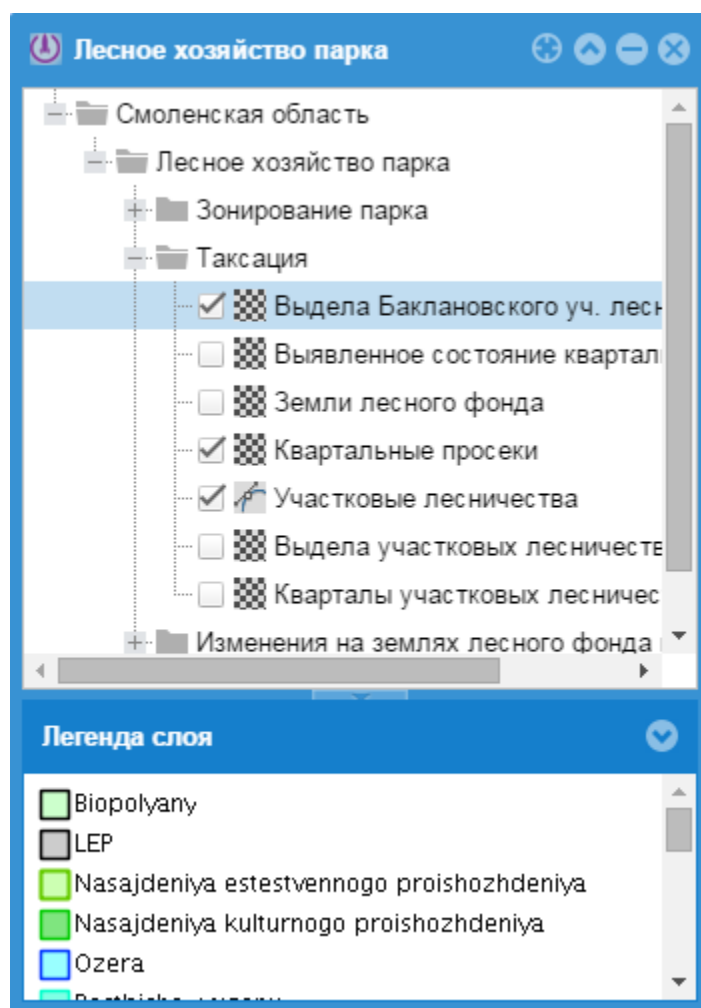 Лесное хозяйство парка
Смоленская область
Лесное хозяйство парка
Зонирование парка
Таксация
Выдела Баклановского уч. лесн
Выявленное состояние квартал
Земли лесного фонда
Квартальные просеки
Участковые лесничества
Выдела участковых лесничеств
Кварталы участковых лесничес
Изменения на землях лесного фонда
Легенда слоя
Biopolyany
LEP
Nasajdeniya estestvennogo proishozhdeniya
Nasajdeniya kulturnogo proishozhdeniya
Ozera